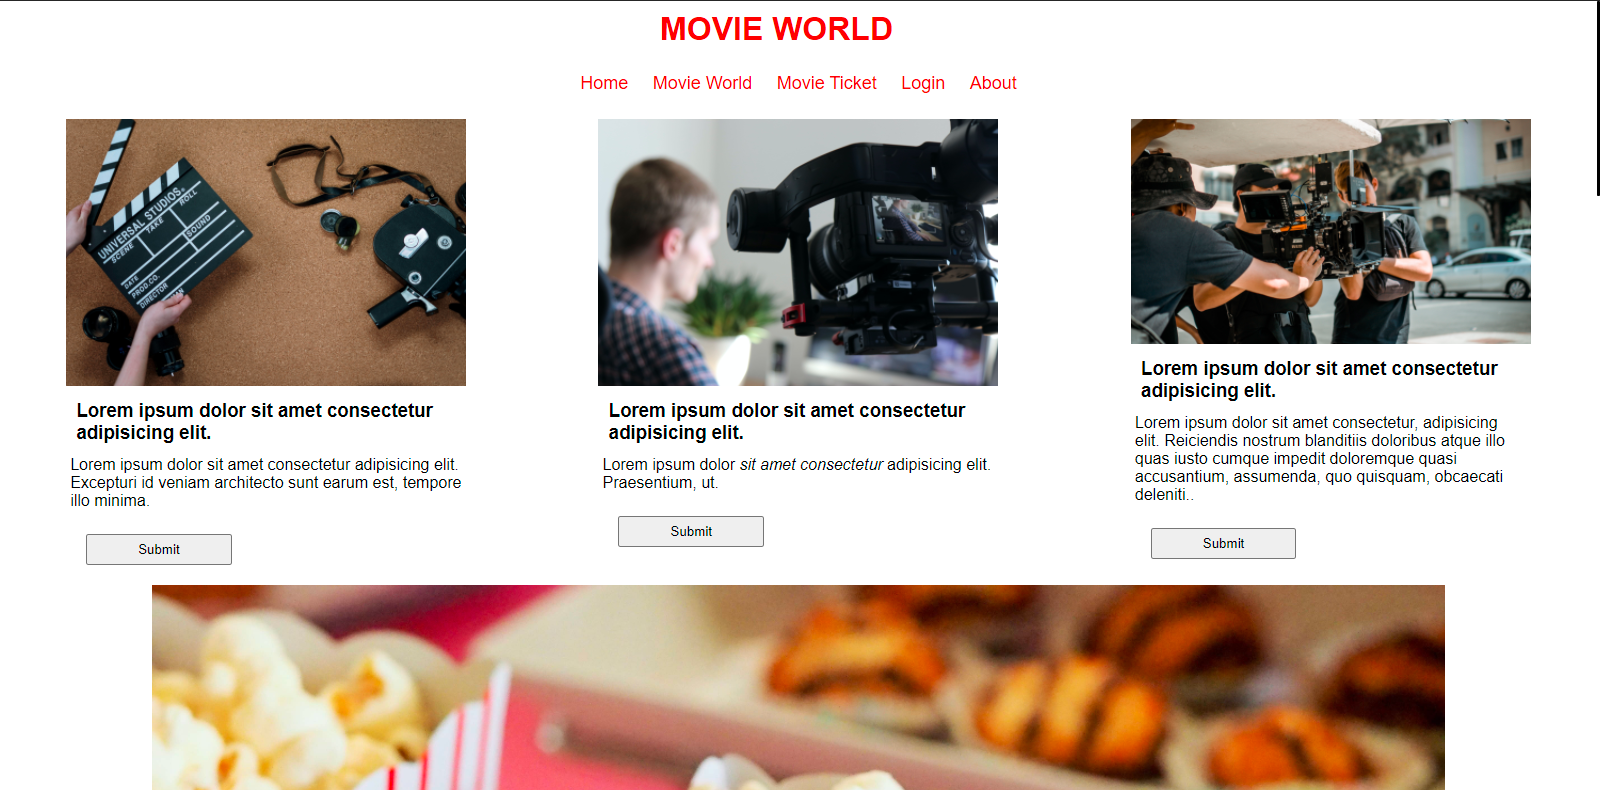 MOVIE WORLD
Home Movie World Movie Ticket Login About
UNIVERSAL STUDIOS
SCENE TAKE ROLL
SOUND
DATE
PROD.CO.
DIRECTOR
Lorem ipsum dolor sit amet consectetur
adipisicing elit.
Lorem ipsum dolor sit amet consectetur adipisicing elit.
Excepturi id veniam architecto sunt earum est, tempore
illo minima.
Submit
Lorem ipsum dolor sit amet consectetur
adipisicing elit.
Lorem ipsum dolor sit amet consectetur adipisicing elit.
Praesentium, ut.
Submit
Lorem ipsum dolor sit amet consectetur
adipisicing elit.
Lorem ipsum dolor sit amet consectetur, adipisicing
elit. Reiciendis nostrum blanditiis doloribus atque illo
quas iusto cumque impedit doloremque quasi
accusantium, assumenda, quo quisquam, obcaecati
deleniti..
Submit